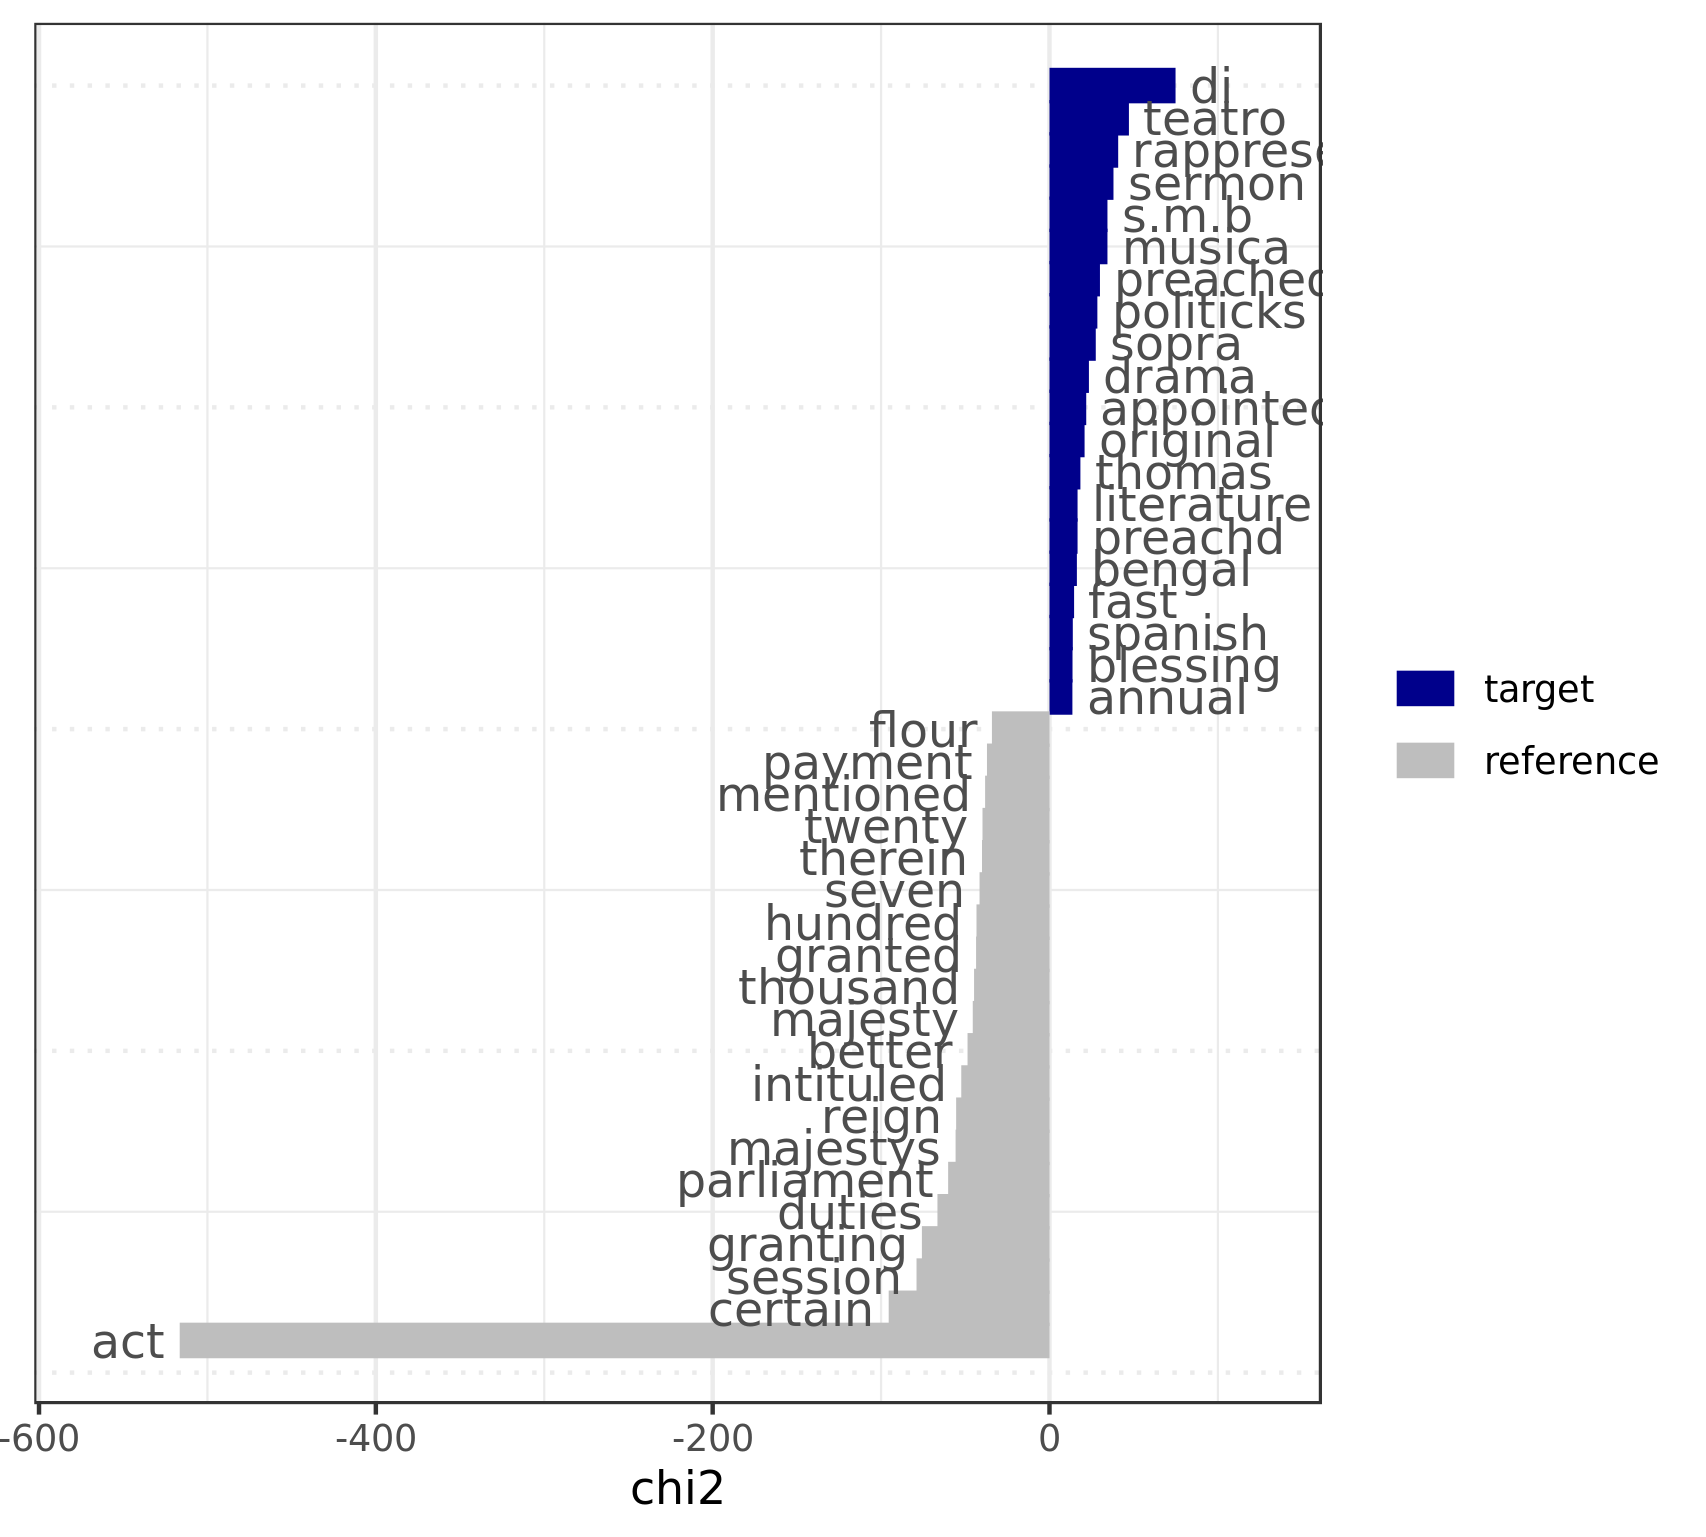 di
teatro
rapprese
sermon
s.m.b
musica
preached
politicks
sopra
drama
appointed
original
thomas
literature
preachd
bengal
fast
spanish
blessing
annual
flour
payment
mentioned
twenty
therein
seven
hundred
granted
thousand
majesty
better
intituled
reign
majestys
parliament
duties
granting
session
certain
act
target
reference
-600 -400 -200 0
chi2